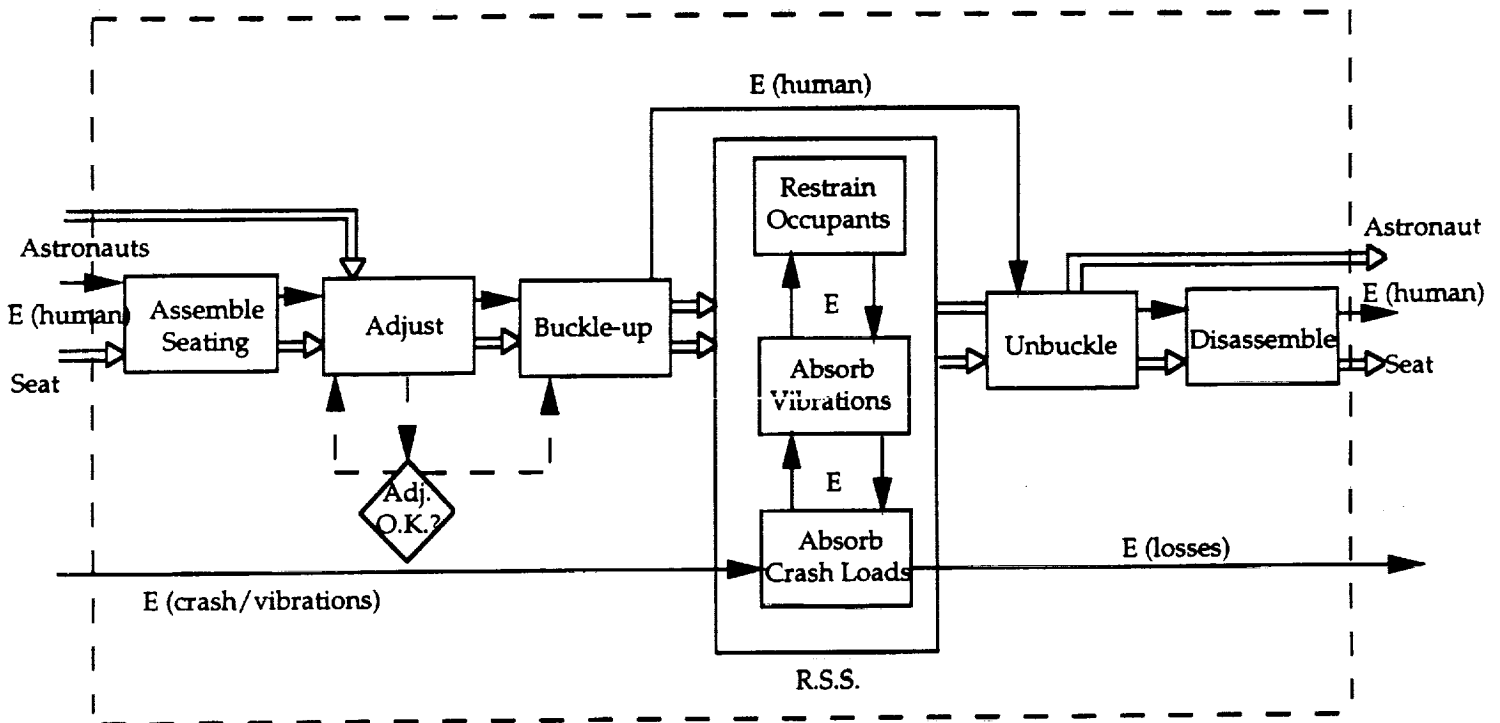 E (human)
Restrain
Occupants
Astronauts
Astronaut
E (human)
Assemble
Seating
Adjust
Buckle-up
E
Unbuckle
Disassemble
E (human)
Seat
Seat
Absorb
Vibrations
Adj.
O.K.?
E
Absorb
Crash Loads
E (losses)
E (crash/vibrations)
R.S.S.